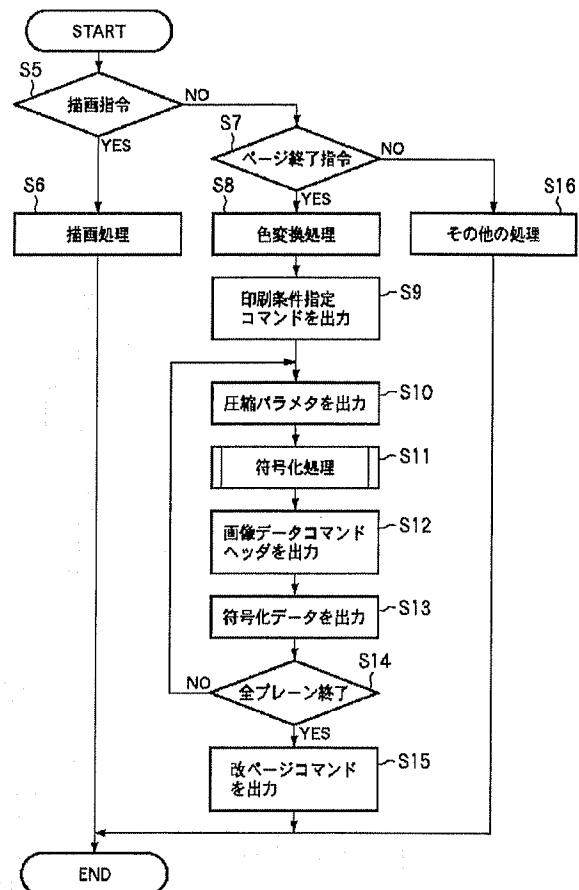 START
S5
描画指令
NO
YES
S7
ページ終了指令
NO
YES
S6
描画処理
S8
色変換処理
S16
その他の処理
印刷条件指定
コマンドを出力
S9
圧縮パラメタを出力
S10
符号化処理
S11
画像データコマンド
ヘッダを出力
S12
符号化データを出力
S13
S14
全プレーン終了
NO
YES
改ページコマンド
を出力
S15
END